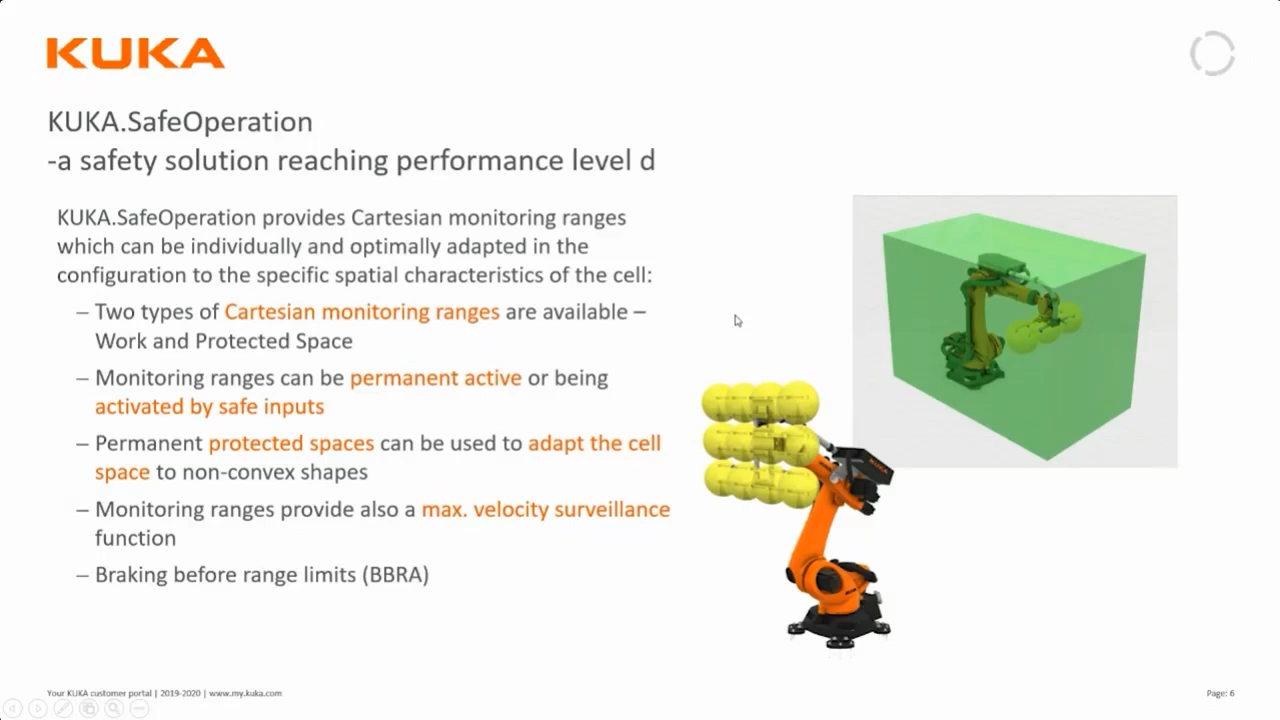 KUKA
KUKA.SafeOperation
-a safety solution reaching performance level d
KUKA.SafeOperation provides Cartesian monitoring ranges
which can be individually and optimally adapted in the
configuration to the specific spatial characteristics of the cell:
– Two types of Cartesian monitoring ranges are available –
Work and Protected Space
– Monitoring ranges can be permanent active or being
activated by safe inputs
– Permanent protected spaces can be used to adapt the cell
space to non-convex shapes
– Monitoring ranges provide also a max. velocity surveillance
function
– Braking before range limits (BBRA)
KUKA
Your KUKA customer portal | 2019-2020 | www.my.kuka.com
Page: 6